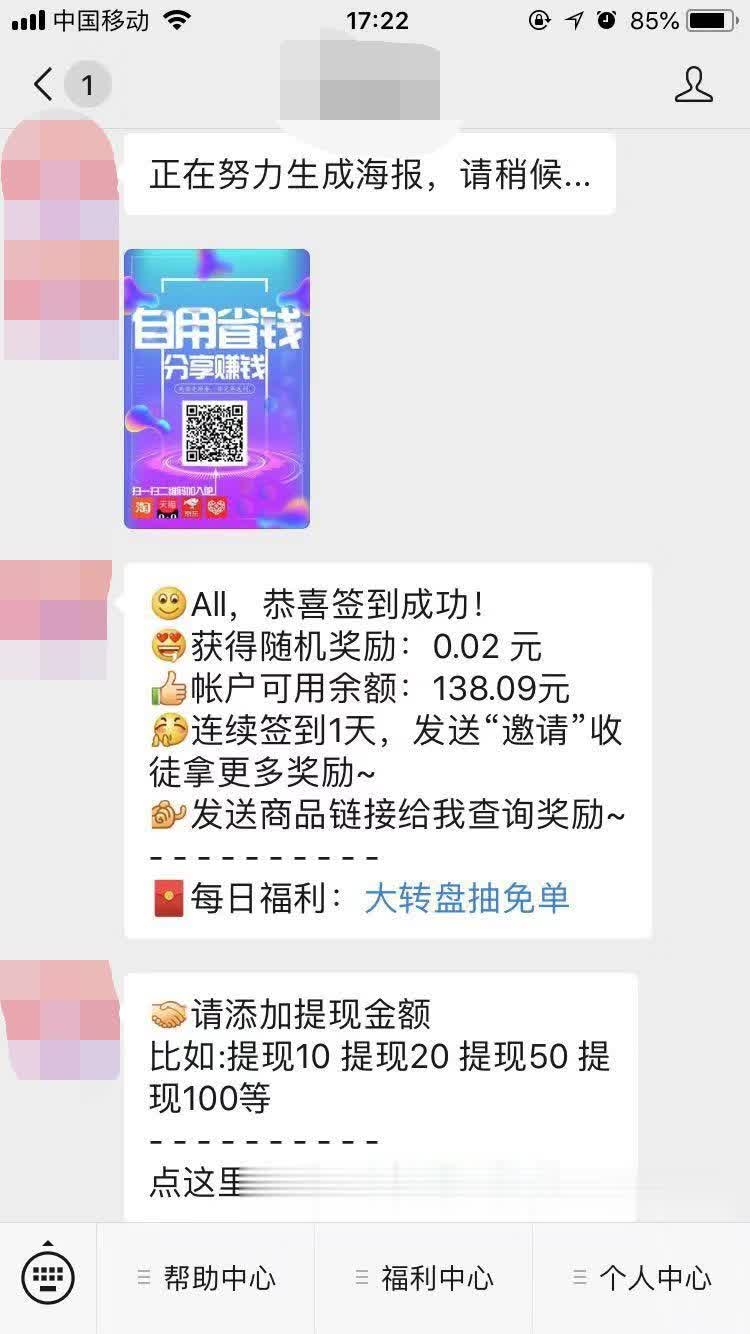 中国移动 17:22 85%
1
正在努力生成海报，请稍候...
自用省钱
分享赚钱
扫一扫二维码加入吧
淘 天猫 京东
All，恭喜签到成功！
获得随机奖励：0.02 元
帐户可用余额：138.09元
连续签到1天，发送“邀请”收
徒拿更多奖励~
发送商品链接给我查询奖励~
- - - - - - - - - -
每日福利：大转盘抽免单
请添加提现金额
比如:提现10 提现20 提现50 提
现100等
- - - - - - - - - -
点这里
帮助中心 福利中心 个人中心